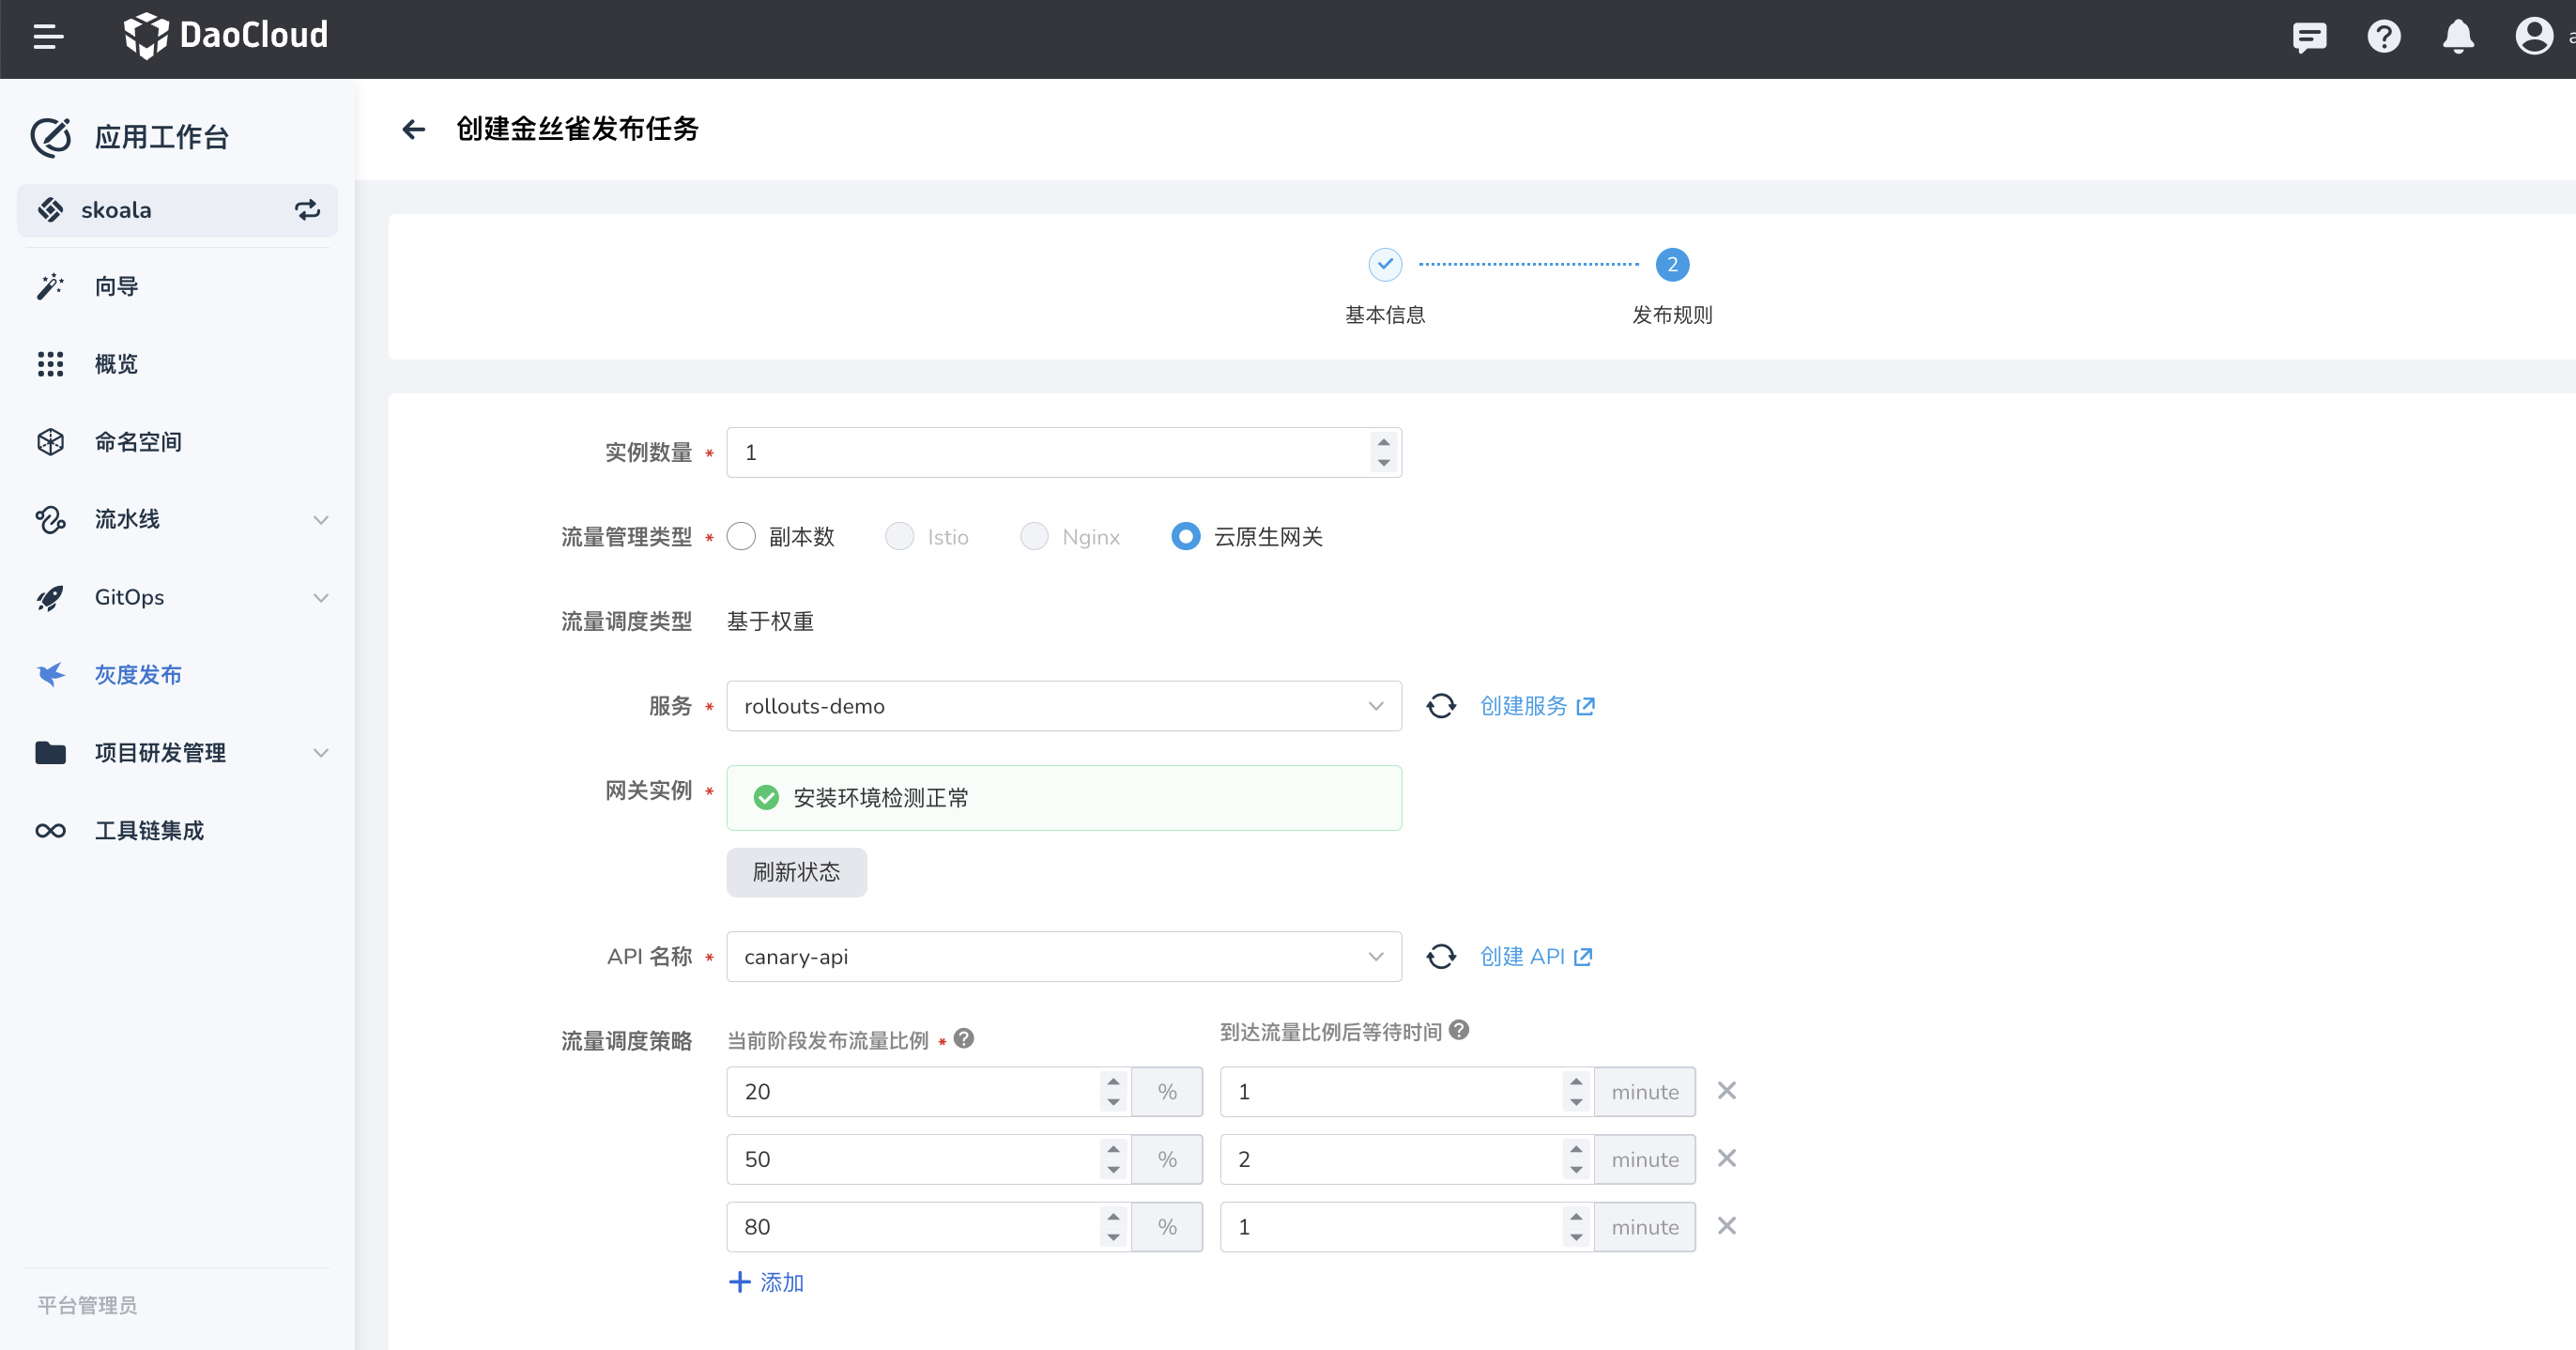 DaoCloud
应用工作台
skoala
向导
概览
命名空间
流水线
GitOps
灰度发布
项目研发管理
工具链集成
平台管理员
创建金丝雀发布任务
2
基本信息
发布规则
实例数量 * 1
流量管理类型 * 副本数 Istio Nginx 云原生网关
流量调度类型 基于权重
服务 * rollouts-demo 创建服务
网关实例 * 安装环境检测正常
刷新状态
API 名称 * canary-api 创建 API
流量调度策略 当前阶段发布流量比例 * 到达流量比例后等待时间
20 % 1 minute
50 % 2 minute
80 % 1 minute
添加